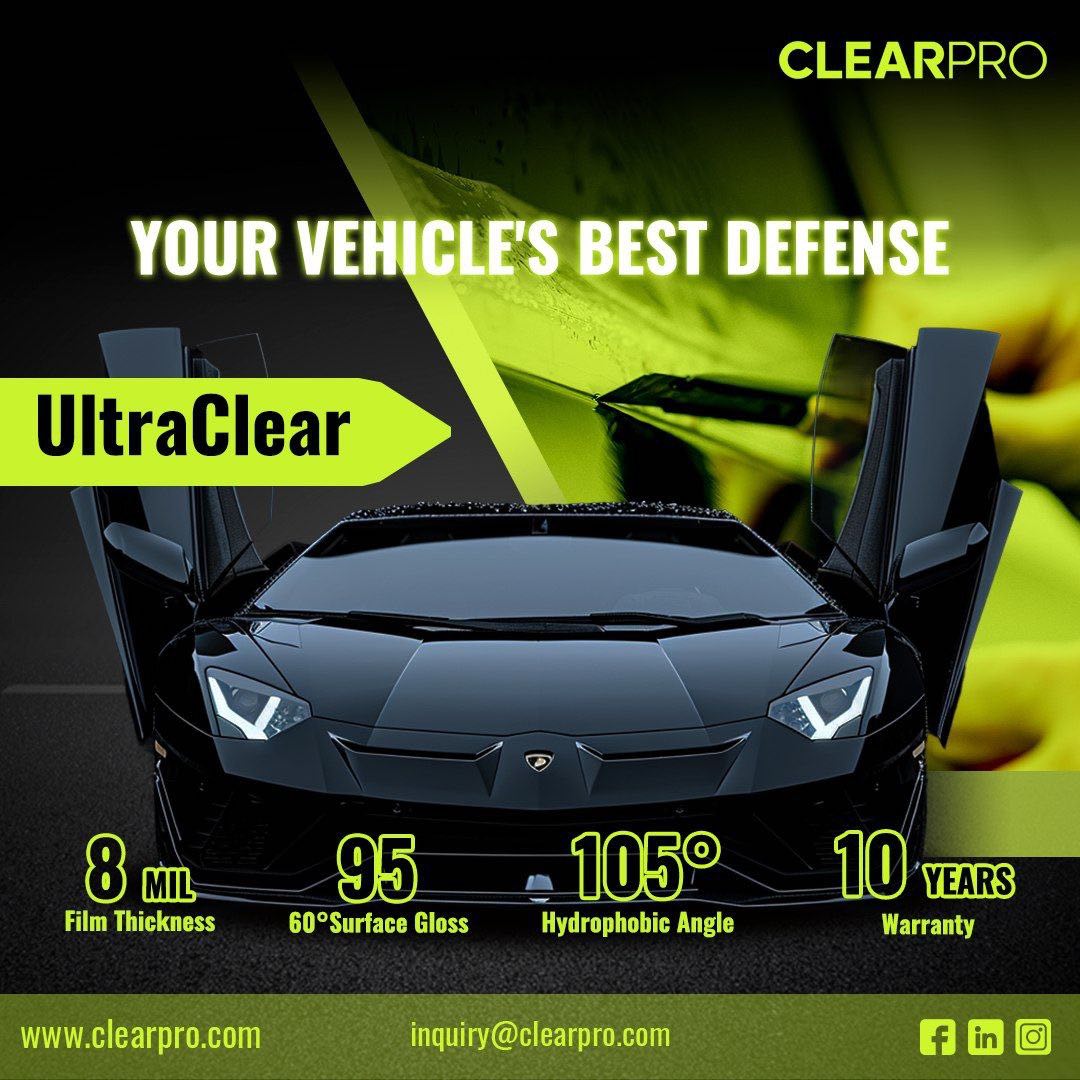 CLEARPRO
YOUR VEHICLE'S BEST DEFENSE
UltraClear
8 MIL
Film Thickness
95
60°Surface Gloss
105°
Hydrophobic Angle
10 YEARS
Warranty
www.clearpro.com
inquiry@clearpro.com